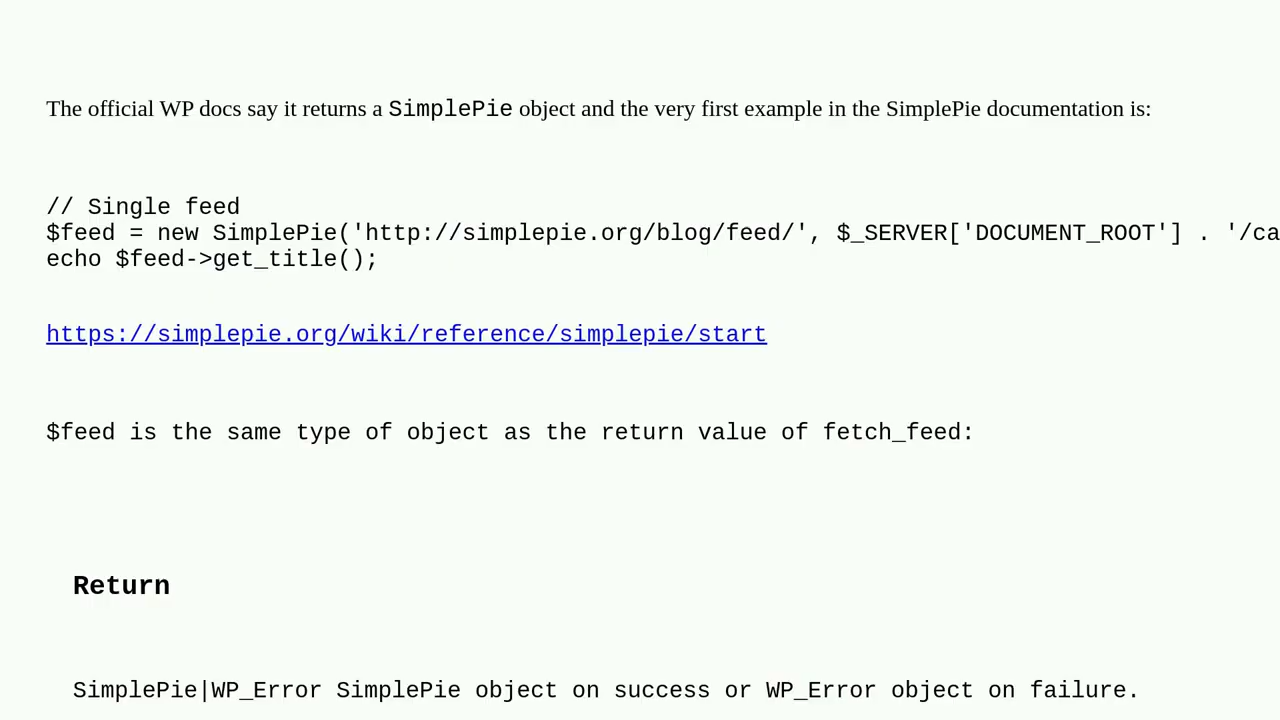 The official WP docs say it returns a SimplePie object and the very first example in the SimplePie documentation is:
// Single feed
$feed = new SimplePie('http://simplepie.org/blog/feed/', $_SERVER['DOCUMENT_ROOT'] . '/ca
echo $feed->get_title();
https://simplepie.org/wiki/reference/simplepie/start
$feed is the same type of object as the return value of fetch_feed:
Return
SimplePie|WP_Error SimplePie object on success or WP_Error object on failure.